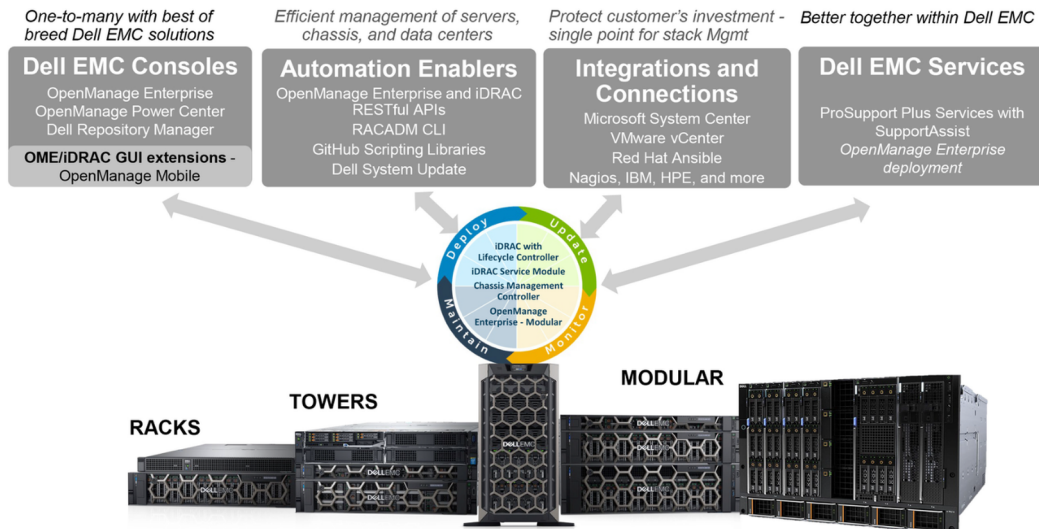 One-to-many with best of
breed Dell EMC solutions
Dell EMC Consoles
OpenManage Enterprise
OpenManage Power Center
Dell Repository Manager
OME/iDRAC GUI extensions -
OpenManage Mobile
Efficient management of servers,
chassis, and data centers
Automation Enablers
OpenManage Enterprise and iDRAC
RESTful APIs
RACADM CLI
GitHub Scripting Libraries
Dell System Update
Protect customer's investment -
single point for stack Mgmt
Integrations and
Connections
Microsoft System Center
VMware vCenter
Red Hat Ansible
Nagios, IBM, HPE, and more
Better together within Dell EMC
Dell EMC Services
ProSupport Plus Services with
SupportAssist
OpenManage Enterprise
deployment
Deploy
Update
Monitor
Maintain
iDRAC with
Lifecycle Controller
iDRAC Service Module
Chassis Management
Controller
OpenManage
Enterprise - Modular
RACKS
TOWERS
MODULAR
DELLEMC
DELLEMC
DELLEMC
DELLEMC
DELLEMC